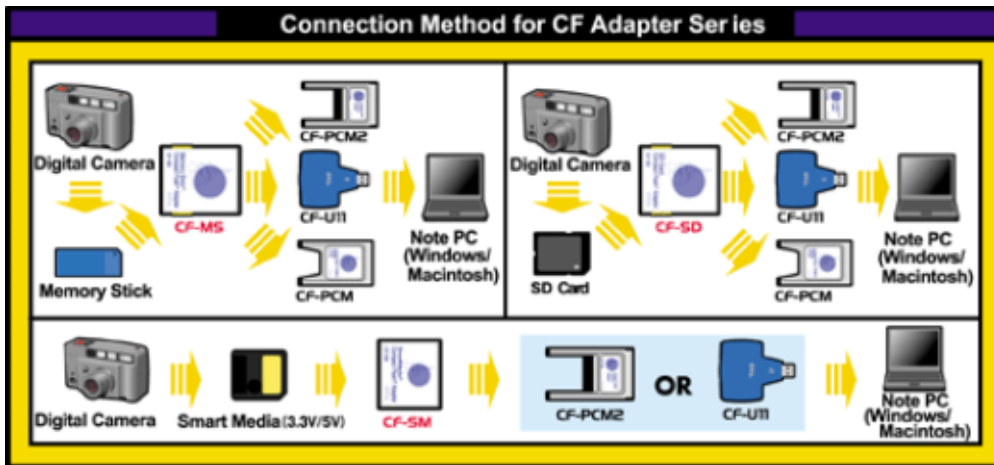 Connection Method for CF Adapter Series
Digital Camera
CF-MS
Memory Stick
CF-PCM2
CF-U11
CF-PCM
Note PC
(Windows/
Macintosh)
Digital Camera
CF-SD
SD Card
CF-PCM2
CF-U11
CF-PCM
Note PC
(Windows/
Macintosh)
Digital Camera
Smart Media(3.3V/5V)
CF-SM
CF-PCM2
OR
CF-U11
Note PC
(Windows/
Macintosh)